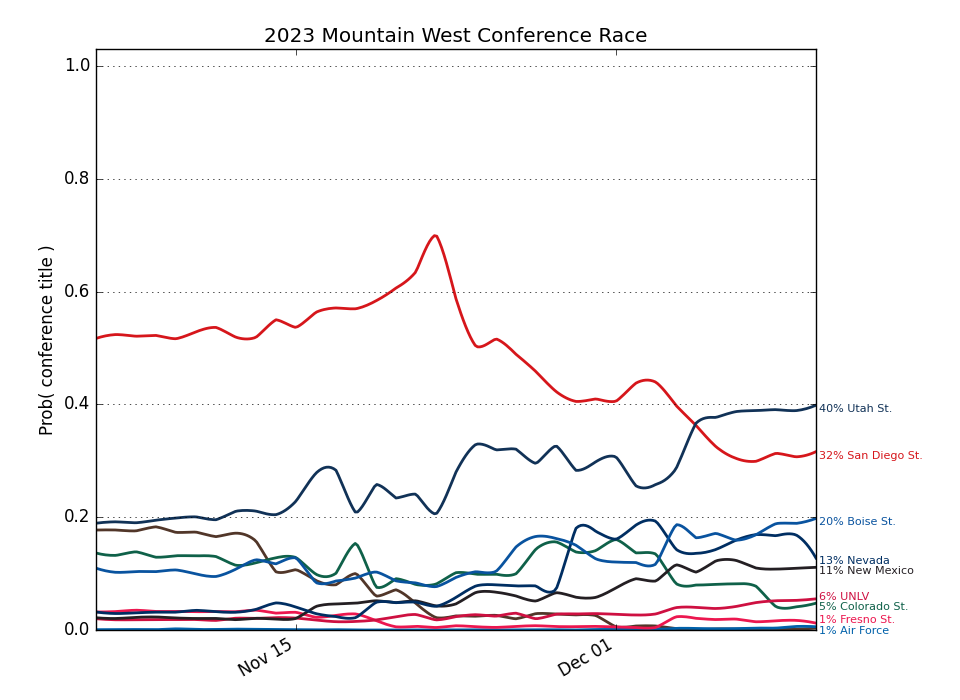 2023 Mountain West Conference Race
Prob( conference title )
1.0
0.8
0.6
0.4
0.2
0.0
Nov 15
Dec 01
40% Utah St.
32% San Diego St.
20% Boise St.
13% Nevada
11% New Mexico
6% UNLV
5% Colorado St.
1% Fresno St.
1% Air Force